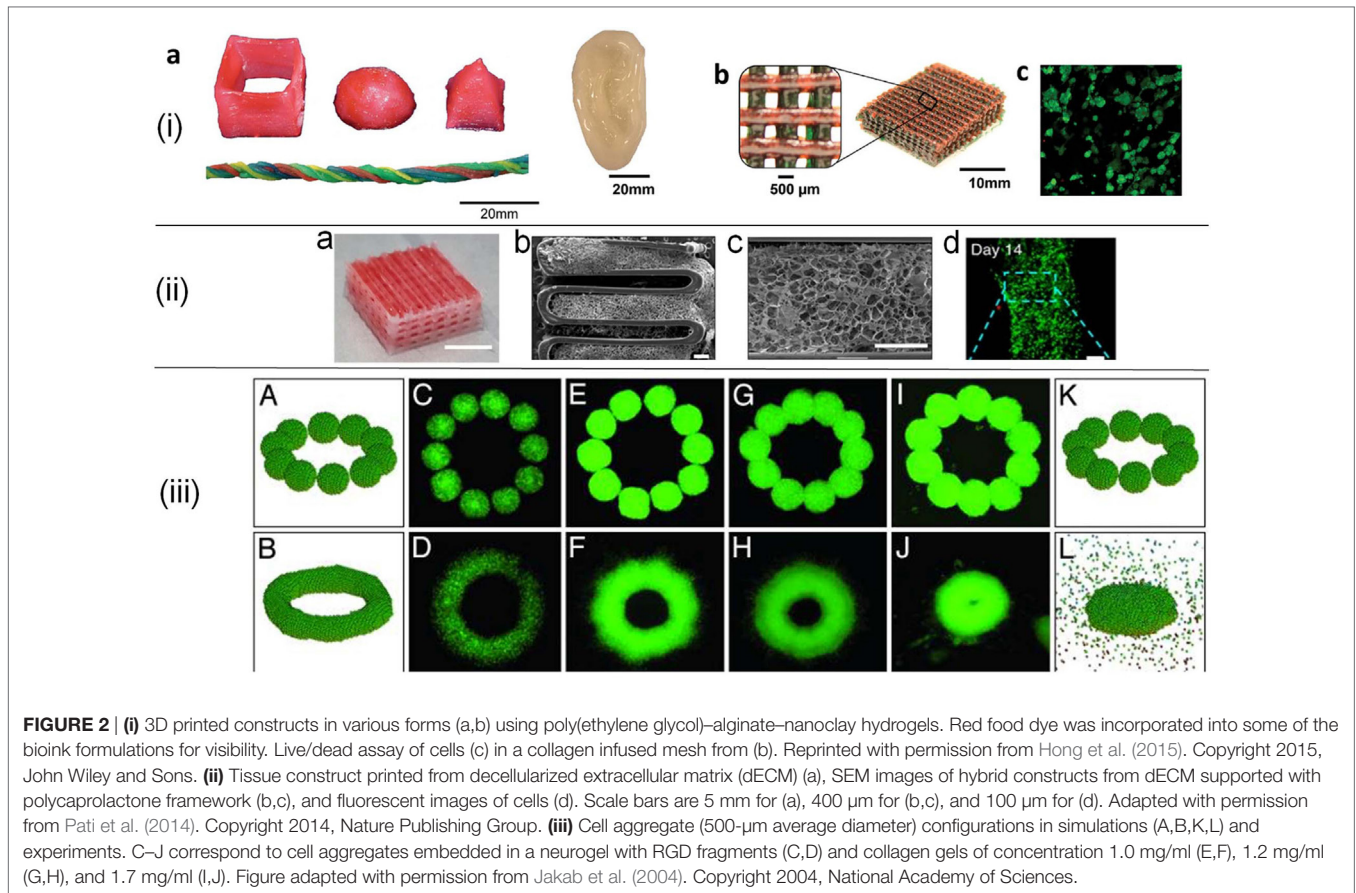 a
b
c
(i)
20mm
20mm
500 µm
10mm
a
b
c
d
Day 14
(ii)
A
C
E
G
I
K
(iii)
B
D
F
H
J
L
FIGURE 2 | (i) 3D printed constructs in various forms (a,b) using poly(ethylene glycol)–alginate–nanoclay hydrogels. Red food dye was incorporated into some of the
bioink formulations for visibility. Live/dead assay of cells (c) in a collagen infused mesh from (b). Reprinted with permission from Hong et al. (2015). Copyright 2015,
John Wiley and Sons. (ii) Tissue construct printed from decellularized extracellular matrix (dECM) (a), SEM images of hybrid constructs from dECM supported with
polycaprolactone framework (b,c), and fluorescent images of cells (d). Scale bars are 5 mm for (a), 400 µm for (b,c), and 100 µm for (d). Adapted with permission
from Pati et al. (2014). Copyright 2014, Nature Publishing Group. (iii) Cell aggregate (500-µm average diameter) configurations in simulations (A,B,K,L) and
experiments. C–J correspond to cell aggregates embedded in a neurogel with RGD fragments (C,D) and collagen gels of concentration 1.0 mg/ml (E,F), 1.2 mg/ml
(G,H), and 1.7 mg/ml (I,J). Figure adapted with permission from Jakab et al. (2004). Copyright 2004, National Academy of Sciences.